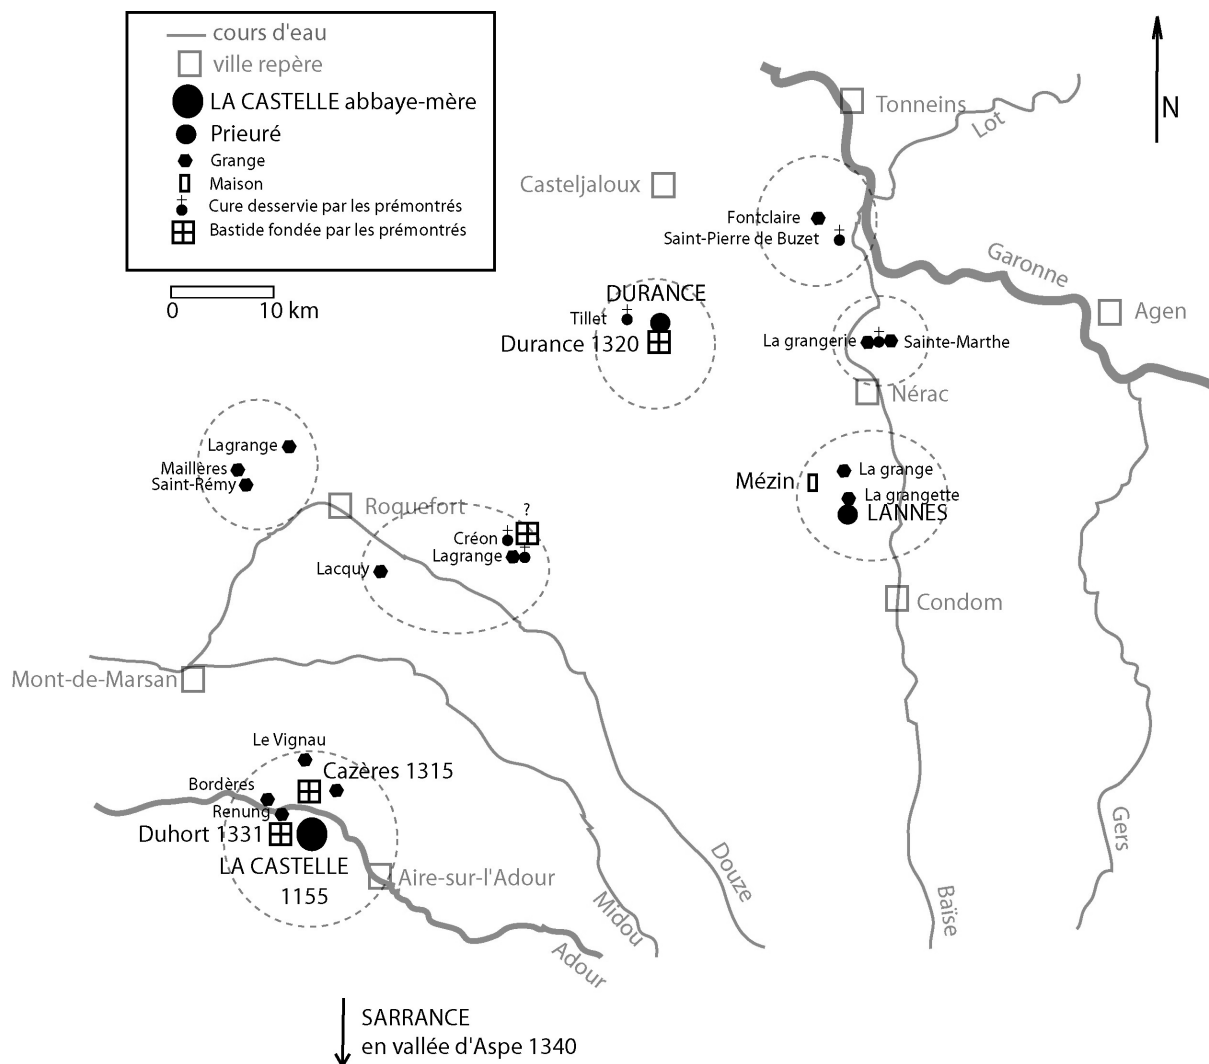 cours d'eau
ville repère
LA CASTELLE abbaye-mère
Prieuré
Grange
Maison
Cure desservie par les prémontrés
Bastide fondée par les prémontrés
0 10 km
N
Tonneins
Lot
Casteljaloux
Fontclaire
Saint-Pierre de Buzet
Garonne
Agen
DURANCE
Tillet
Durance 1320
La grangerie
Sainte-Marthe
Nérac
Lagrange
Maillères
Saint-Rémy
Roquefort
Mézin
La grange
La grangette
LANNES
?
Créon
Lagrange
Lacquy
Condom
Mont-de-Marsan
Le Vignau
Cazères 1315
Bordères
Renung
Duhort 1331
LA CASTELLE
1155
Aire-sur-l'Adour
Gers
Douze
Midou
Baïse
Adour
SARRANCE
en vallée d'Aspe 1340